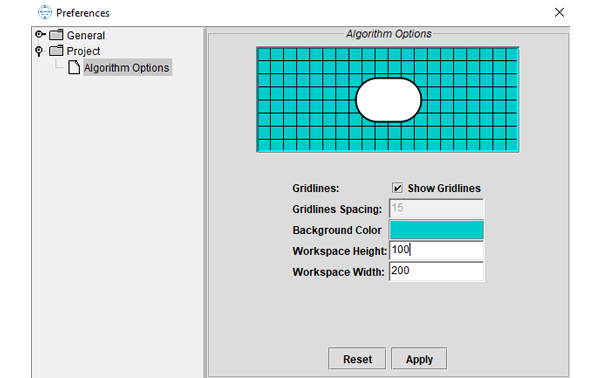 Preferences
General
Project
Algorithm Options
Algorithm Options
Gridlines:
Show Gridlines
Gridlines Spacing:
15
Background Color
Workspace Height:
100
Workspace Width:
200
Reset
Apply